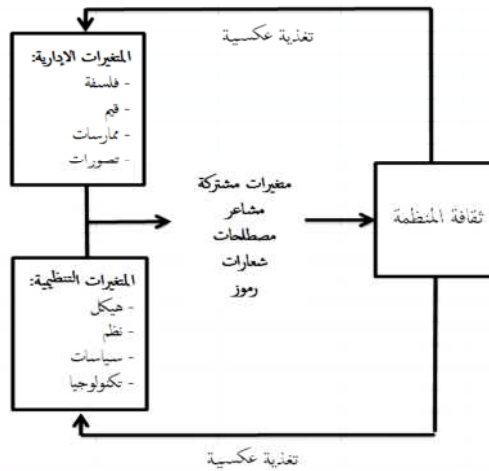 تغذية عكسية
المتغيرات الإدارية:
- فلسفة
- قيم
- ممارسات
- تصورات
متغيرات مشتركة
مشاعر
مصطلحات
شعارات
رموز
ثقافة المنظمة
المتغيرات التنظيمية:
- هيكل
- نظم
- سياسات
- تكنولوجيا
تغذية عكسية